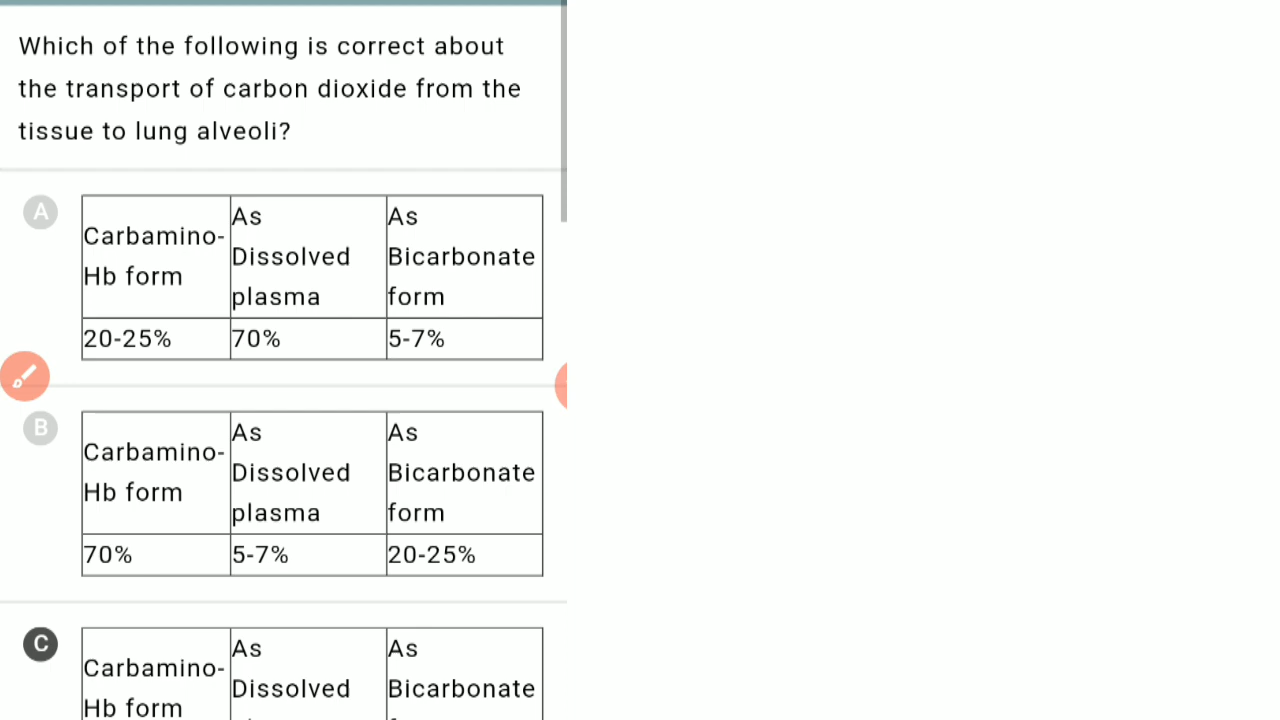 Which of the following is correct about
the transport of carbon dioxide from the
tissue to lung alveoli?
A
Carbamino-
Hb form
As
Dissolved
plasma
As
Bicarbonate
form
20-25%
70%
5-7%
B
Carbamino-
Hb form
As
Dissolved
plasma
As
Bicarbonate
form
70%
5-7%
20-25%
C
Carbamino-
Hb form
As
Dissolved
As
Bicarbonate